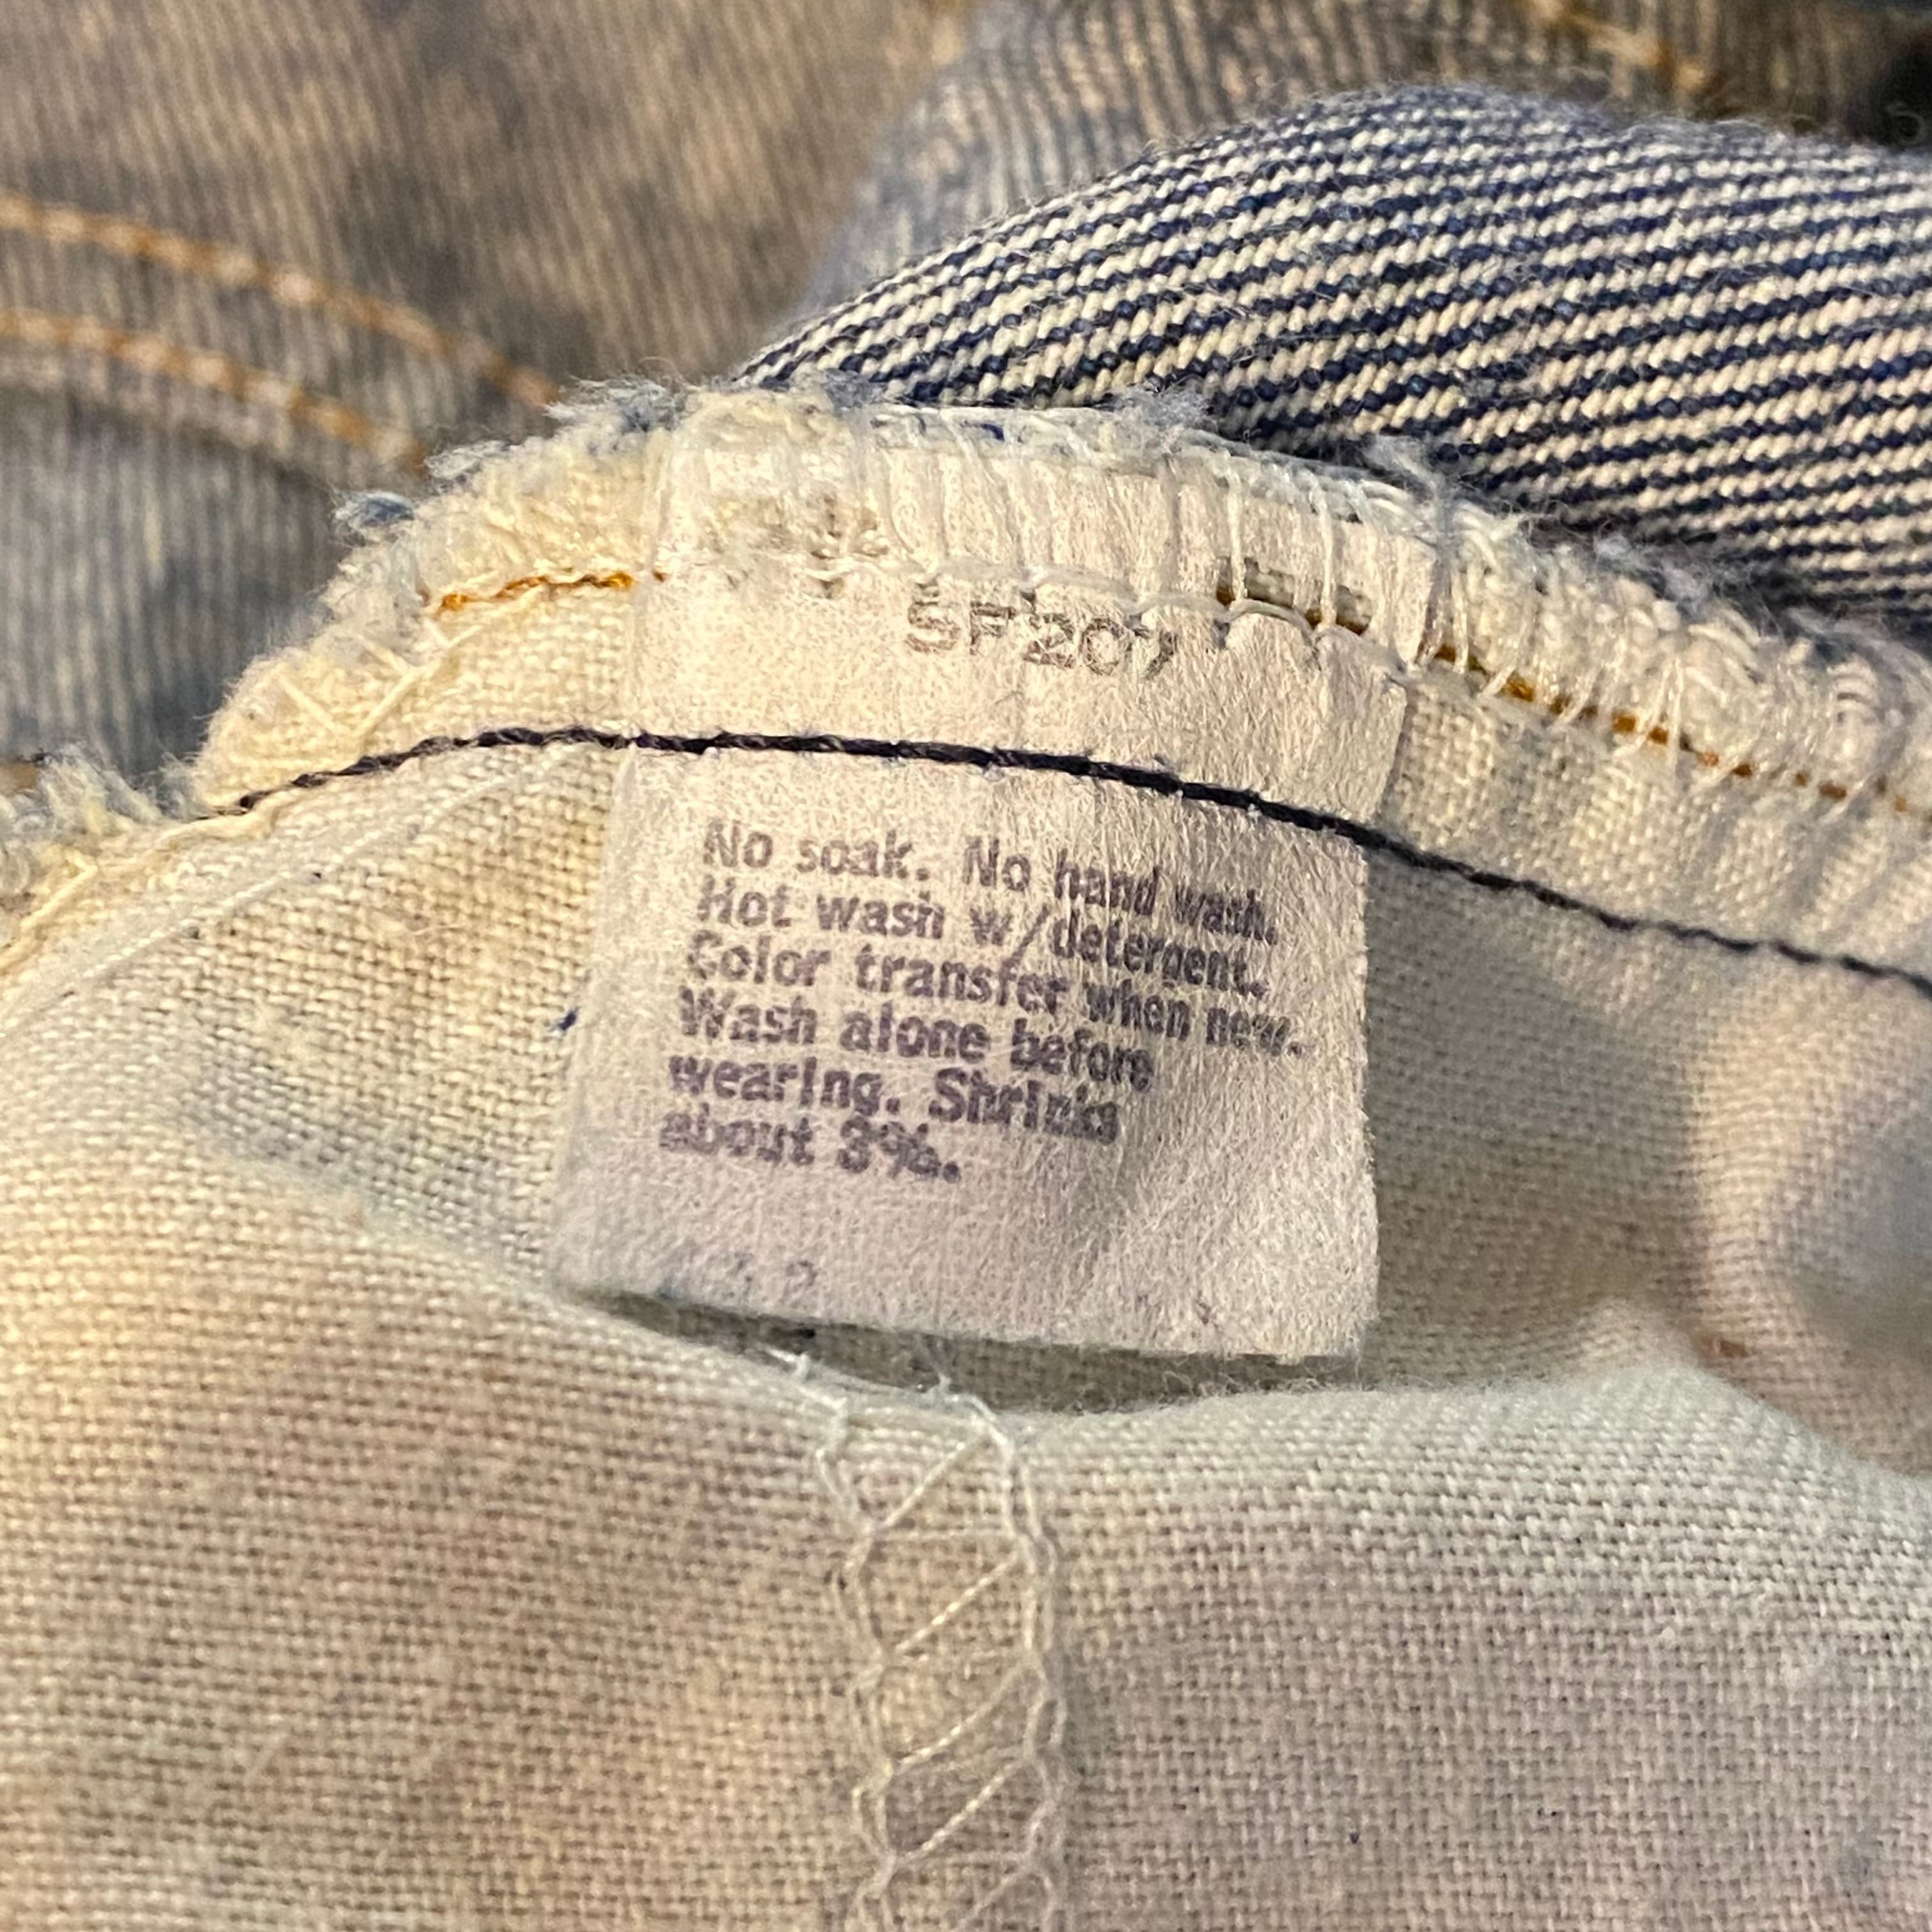 SF207
No soak. No hand wash.
Hot wash w/detergent.
Color transfer when new.
Wash alone before
wearing. Shrinks
about 3%.